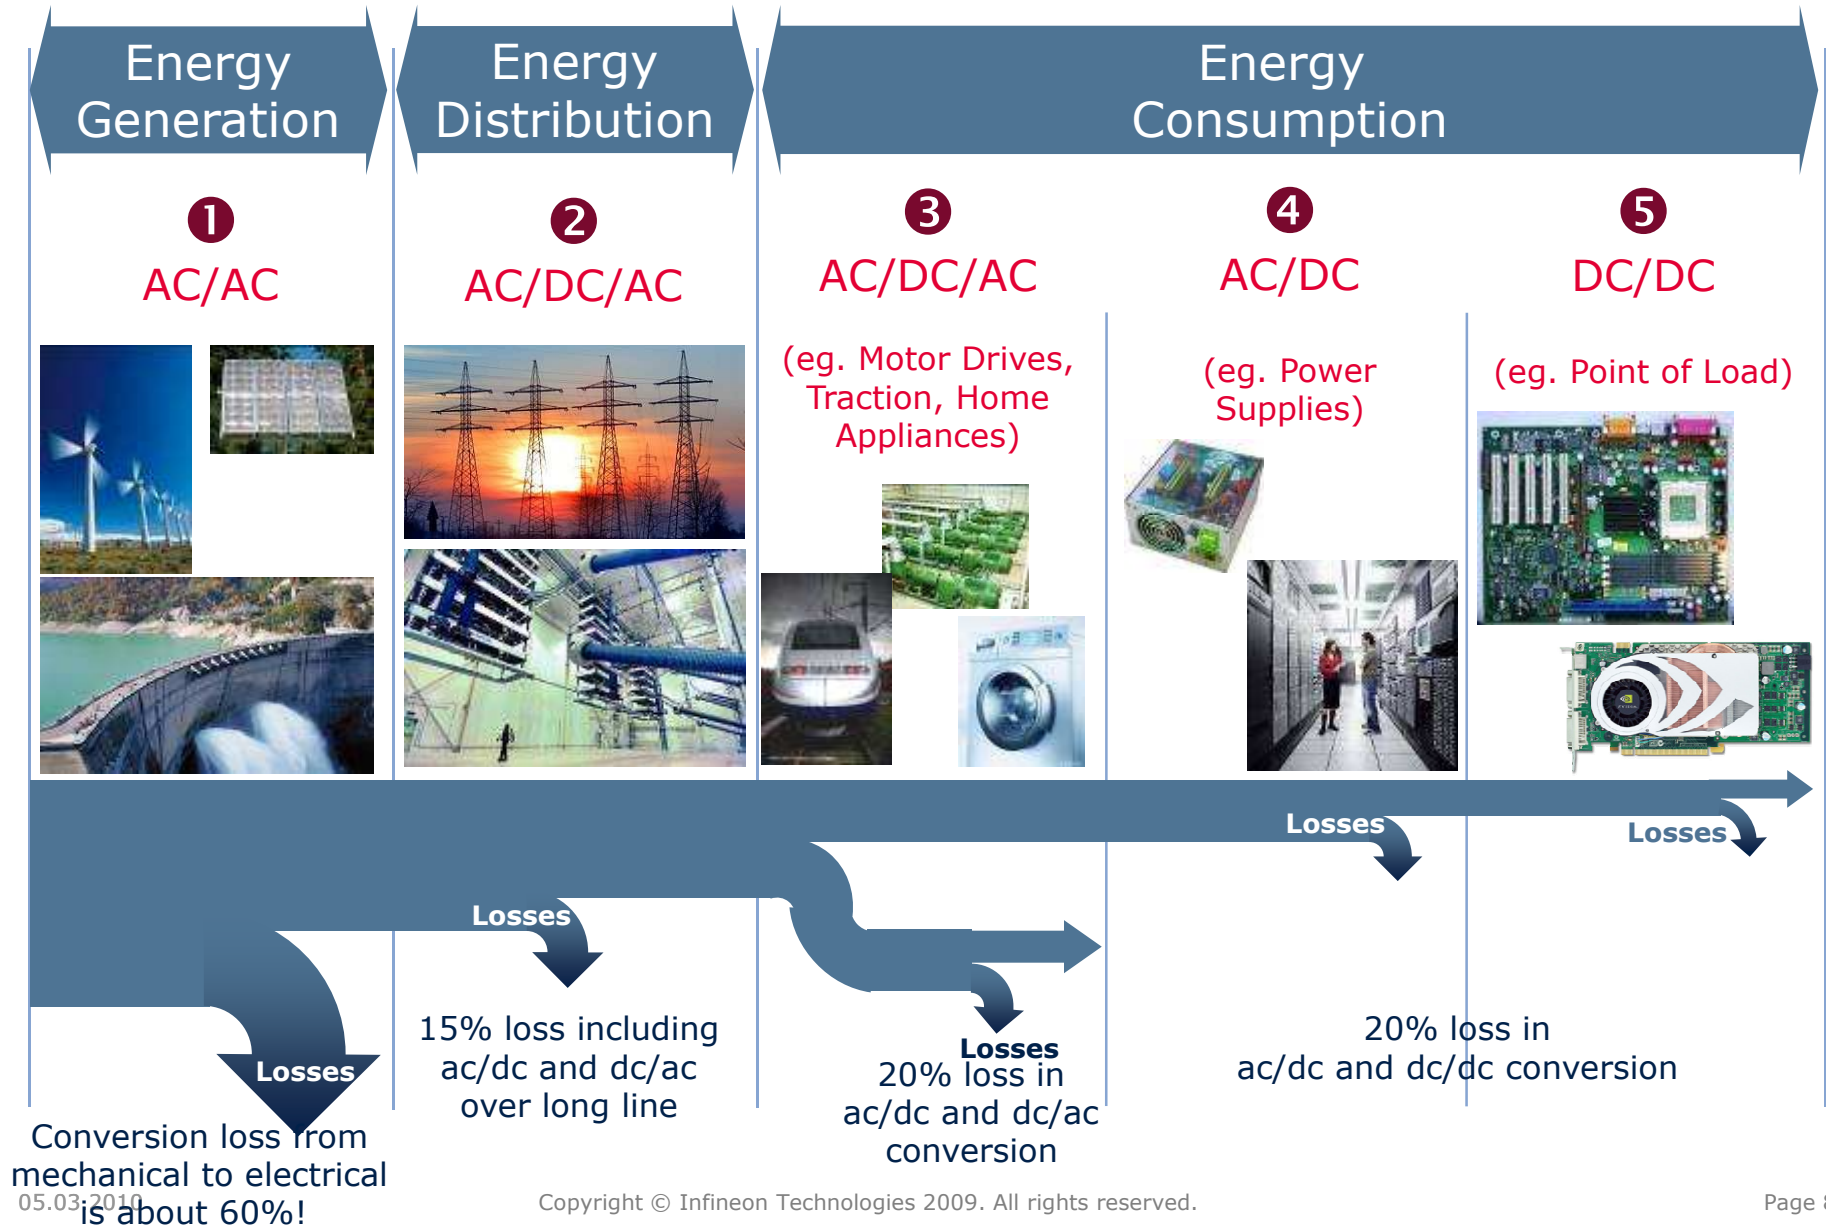 Energy
Generation
Energy
Distribution
Energy
Consumption
1
AC/AC
2
AC/DC/AC
3
AC/DC/AC
(eg. Motor Drives,
Traction, Home
Appliances)
4
AC/DC
(eg. Power
Supplies)
5
DC/DC
(eg. Point of Load)
Losses
Losses
Losses
Losses
Losses
Conversion loss from
mechanical to electrical
is about 60%!
15% loss including
ac/dc and dc/ac
over long line
20% loss in
ac/dc and dc/ac
conversion
20% loss in
ac/dc and dc/dc conversion
05.03.2010
Copyright © Infineon Technologies 2009. All rights reserved.
Page 8